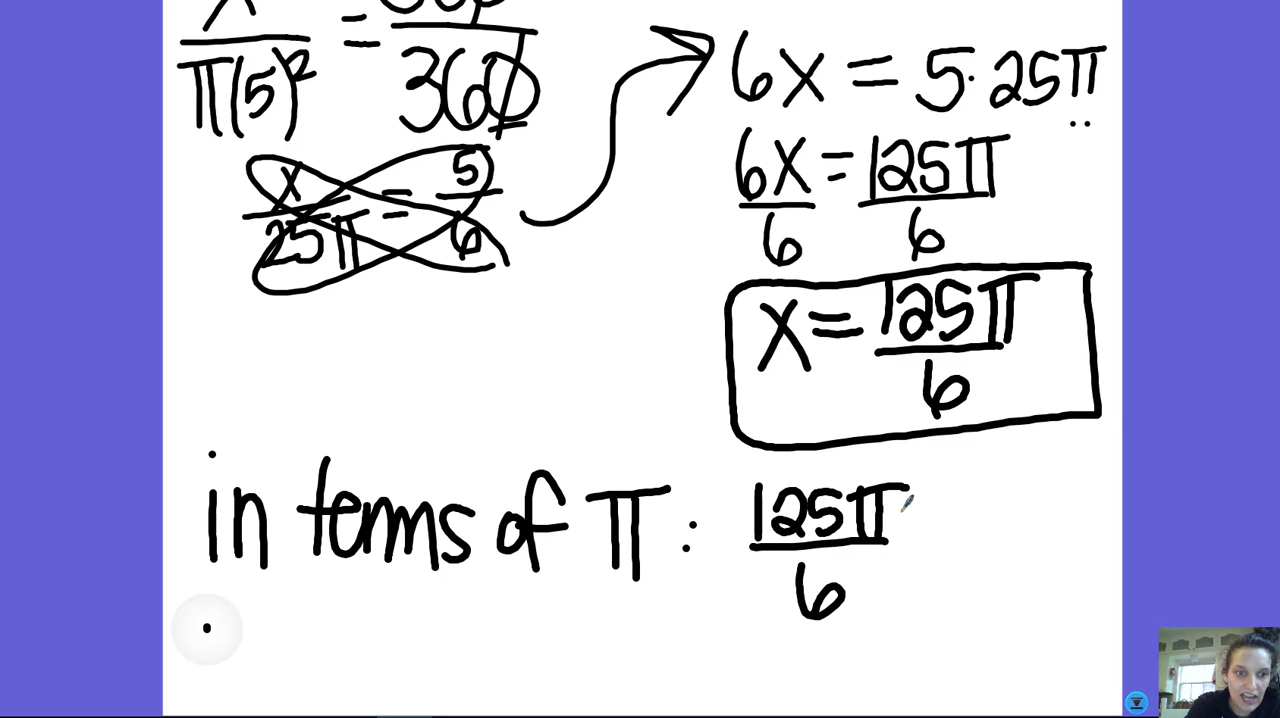 x/π(5)² = 300/360
x/25π = 5/6
6x = 5·25π
6x/6 = 125π/6
x = 125π/6
in terms of π: 125π/6